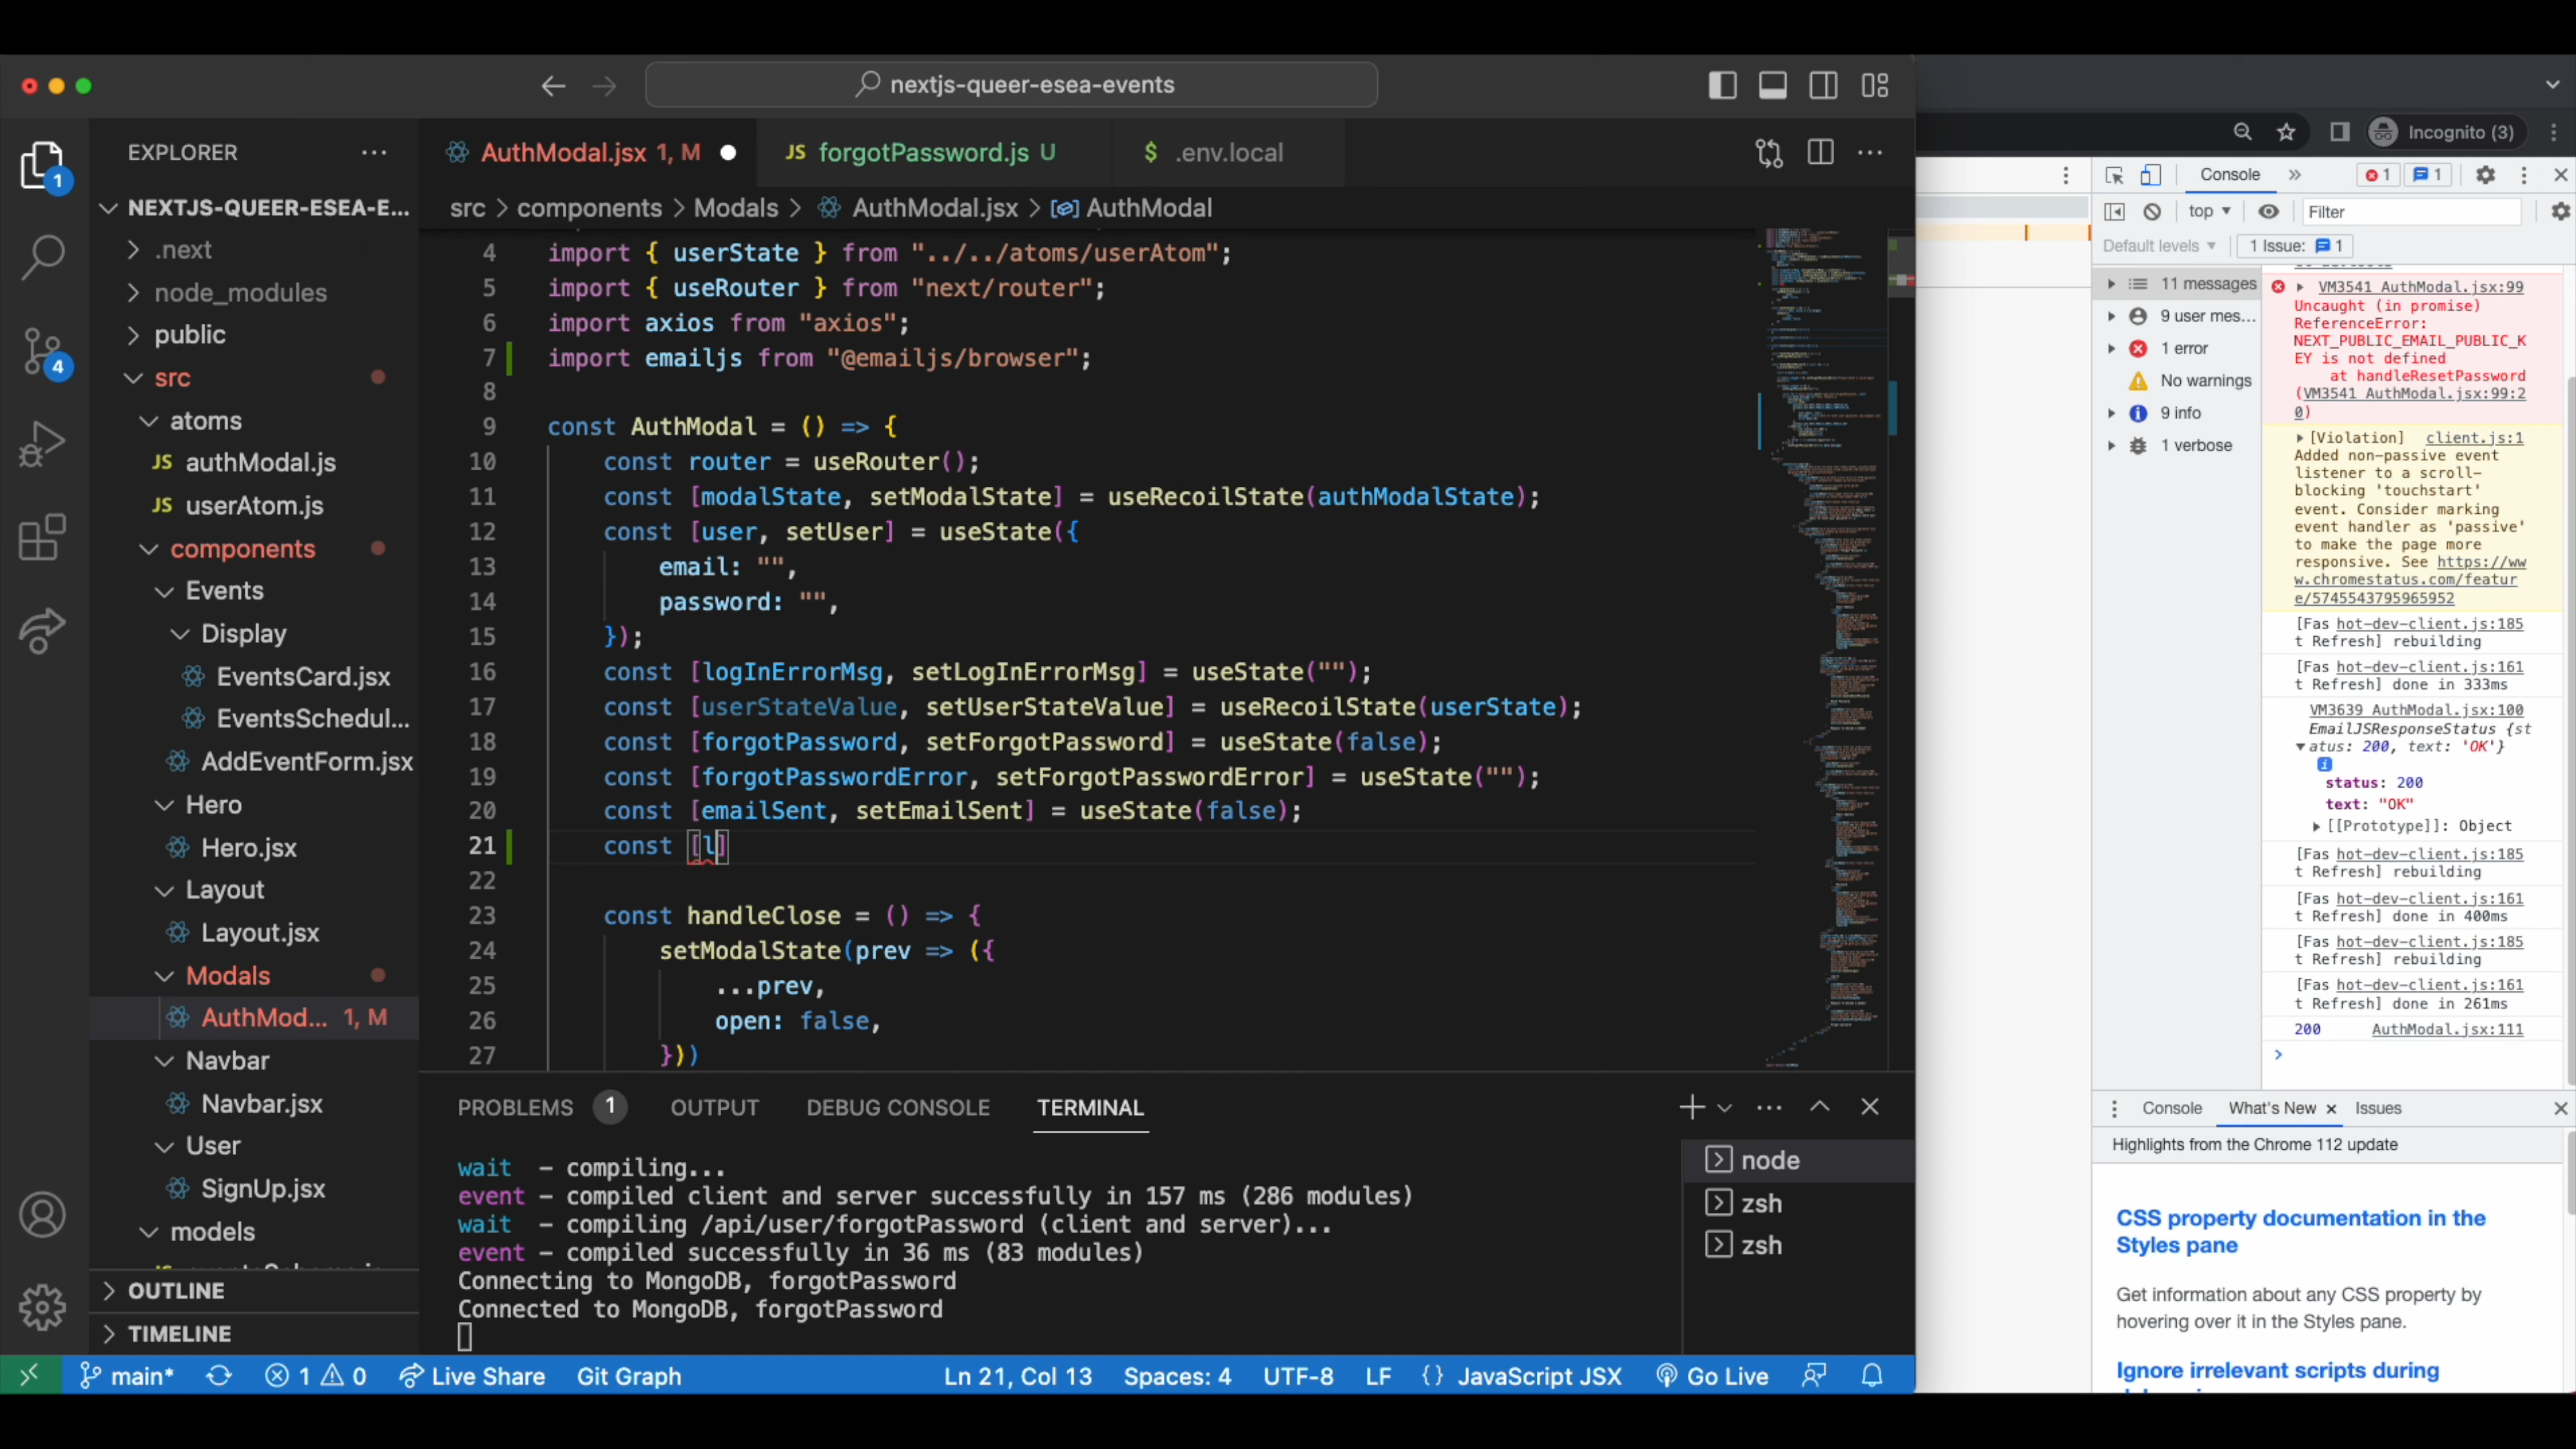 nextjs-queer-esea-events
Incognito (3)
EXPLORER
NEXTJS-QUEER-ESEA-E...
.next
node_modules
public
src
atoms
JS authModal.js
JS userAtom.js
components
Events
Display
EventsCard.jsx
EventsSchedul...
AddEventForm.jsx
Hero
Hero.jsx
Layout
Layout.jsx
Modals
AuthMod... 1, M
Navbar
Navbar.jsx
User
SignUp.jsx
models
OUTLINE
TIMELINE
1
4
AuthModal.jsx 1, M
JS forgotPassword.js U
$ .env.local
src > components > Modals > AuthModal.jsx > AuthModal
4 import { userState } from "../../atoms/userAtom";
5 import { useRouter } from "next/router";
6 import axios from "axios";
7 import emailjs from "@emailjs/browser";
8
9 const AuthModal = () => {
10 const router = useRouter();
11 const [modalState, setModalState] = useRecoilState(authModalState);
12 const [user, setUser] = useState({
13 email: "",
14 password: "",
15 });
16 const [logInErrorMsg, setLogInErrorMsg] = useState("");
17 const [userStateValue, setUserStateValue] = useRecoilState(userState);
18 const [forgotPassword, setForgotPassword] = useState(false);
19 const [forgotPasswordError, setForgotPasswordError] = useState("");
20 const [emailSent, setEmailSent] = useState(false);
21 const [l]
22
23 const handleClose = () => {
24 setModalState(prev => ({
25 ...prev,
26 open: false,
27 }))
PROBLEMS 1 OUTPUT DEBUG CONSOLE TERMINAL
wait - compiling...
event - compiled client and server successfully in 157 ms (286 modules)
wait - compiling /api/user/forgotPassword (client and server)...
event - compiled successfully in 36 ms (83 modules)
Connecting to MongoDB, forgotPassword
Connected to MongoDB, forgotPassword
node
zsh
zsh
main* 1 0 Live Share Git Graph Ln 21, Col 13 Spaces: 4 UTF-8 LF {} JavaScript JSX Go Live
Console » 1 1
top Filter
Default levels 1 Issue: 1
11 messages
9 user mes...
1 error
No warnings
9 info
1 verbose
VM3541 AuthModal.jsx:99
Uncaught (in promise)
ReferenceError:
NEXT_PUBLIC_EMAIL_PUBLIC_K
EY is not defined
at handleResetPassword
(VM3541 AuthModal.jsx:99:2
0)
[Violation] client.js:1
Added non-passive event
listener to a scroll-
blocking 'touchstart'
event. Consider marking
event handler as 'passive'
to make the page more
responsive. See https://ww
w.chromestatus.com/featur
e/5745543795965952
[Fas hot-dev-client.js:185
t Refresh] rebuilding
[Fas hot-dev-client.js:161
t Refresh] done in 333ms
VM3639 AuthModal.jsx:100
EmailJSResponseStatus {st
atus: 200, text: 'OK'}
status: 200
text: "OK"
[[Prototype]]: Object
[Fas hot-dev-client.js:185
t Refresh] rebuilding
[Fas hot-dev-client.js:161
t Refresh] done in 400ms
[Fas hot-dev-client.js:185
t Refresh] rebuilding
[Fas hot-dev-client.js:161
t Refresh] done in 261ms
200 AuthModal.jsx:111
Console What's New Issues
Highlights from the Chrome 112 update
CSS property documentation in the
Styles pane
Get information about any CSS property by
hovering over it in the Styles pane.
Ignore irrelevant scripts during